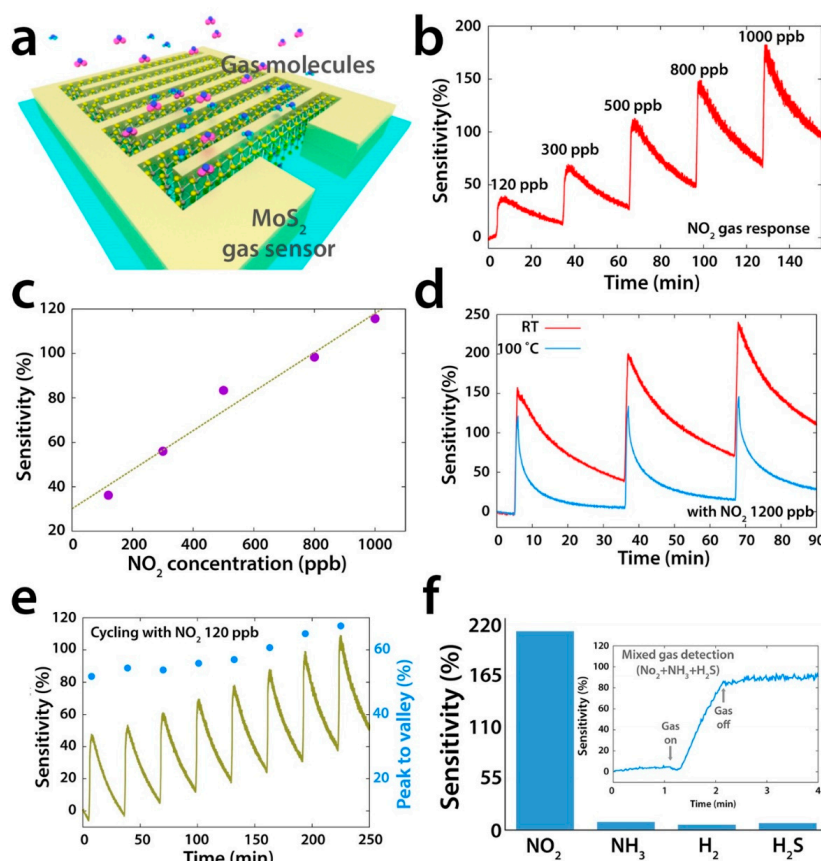 a
Gas molecules
MoS2
gas sensor
b
Sensitivity(%)
200
150
100
50
0
120 ppb
300 ppb
500 ppb
800 ppb
1000 ppb
NO2 gas response
0 20 40 60 80 100 120 140
Time (min)
c
Sensitivity (%)
120
100
80
60
40
20
0 200 400 600 800 1000
NO2 concentration (ppb)
d
Sensitivity(%)
250
200
150
100
50
0
RT
100 °C
with NO2 1200 ppb
0 10 20 30 40 50 60 70 80 90
Time (min)
e
Sensitivity (%)
120
100
80
60
40
20
0
Cycling with NO2 120 ppb
60
40
20
Peak to valley (%)
0 50 100 150 200 250
Time (min)
f
Sensitivity (%)
220
165
110
55
0
Mixed gas detection
(No2+NH3+H2S)
Sensitivity (%)
120
100
80
60
40
20
0
Gas
on
Gas
off
0 1 2 3 4
Time (min)
NO2 NH3 H2 H2S